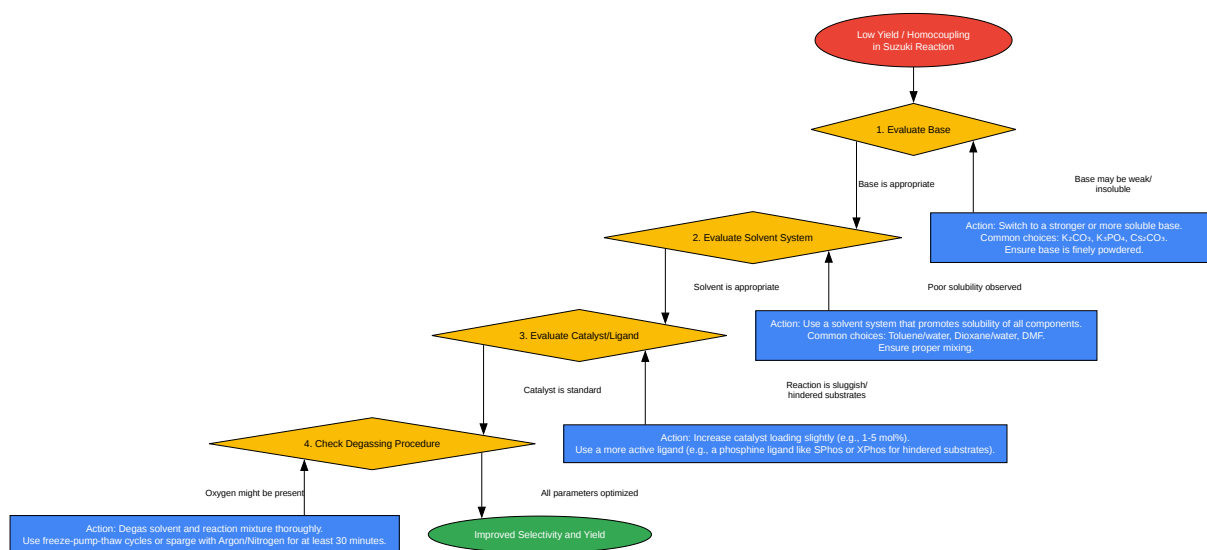 Low Yield / Homocoupling
in Suzuki Reaction
1. Evaluate Base
Base is appropriate
Base may be weak/
insoluble
Action: Switch to a stronger or more soluble base.
Common choices: K₂CO₃, K₃PO₄, Cs₂CO₃.
Ensure base is finely powdered.
2. Evaluate Solvent System
Solvent is appropriate
Poor solubility observed
Action: Use a solvent system that promotes solubility of all components.
Common choices: Toluene/water, Dioxane/water, DMF.
Ensure proper mixing.
3. Evaluate Catalyst/Ligand
Catalyst is standard
Reaction is sluggish/
hindered substrates
Action: Increase catalyst loading slightly (e.g., 1-5 mol%).
Use a more active ligand (e.g., a phosphine ligand like SPhos or XPhos for hindered substrates).
4. Check Degassing Procedure
Oxygen might be present
All parameters optimized
Action: Degas solvent and reaction mixture thoroughly.
Use freeze-pump-thaw cycles or sparge with Argon/Nitrogen for at least 30 minutes.
Improved Selectivity and Yield